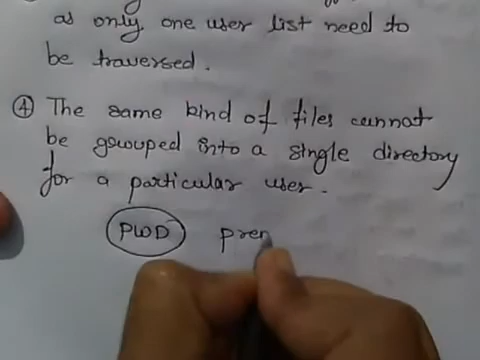 as only one user list need to
be traversed.
④ The same kind of files cannot
be grouped into a single directory
for a particular user.
PWD pren